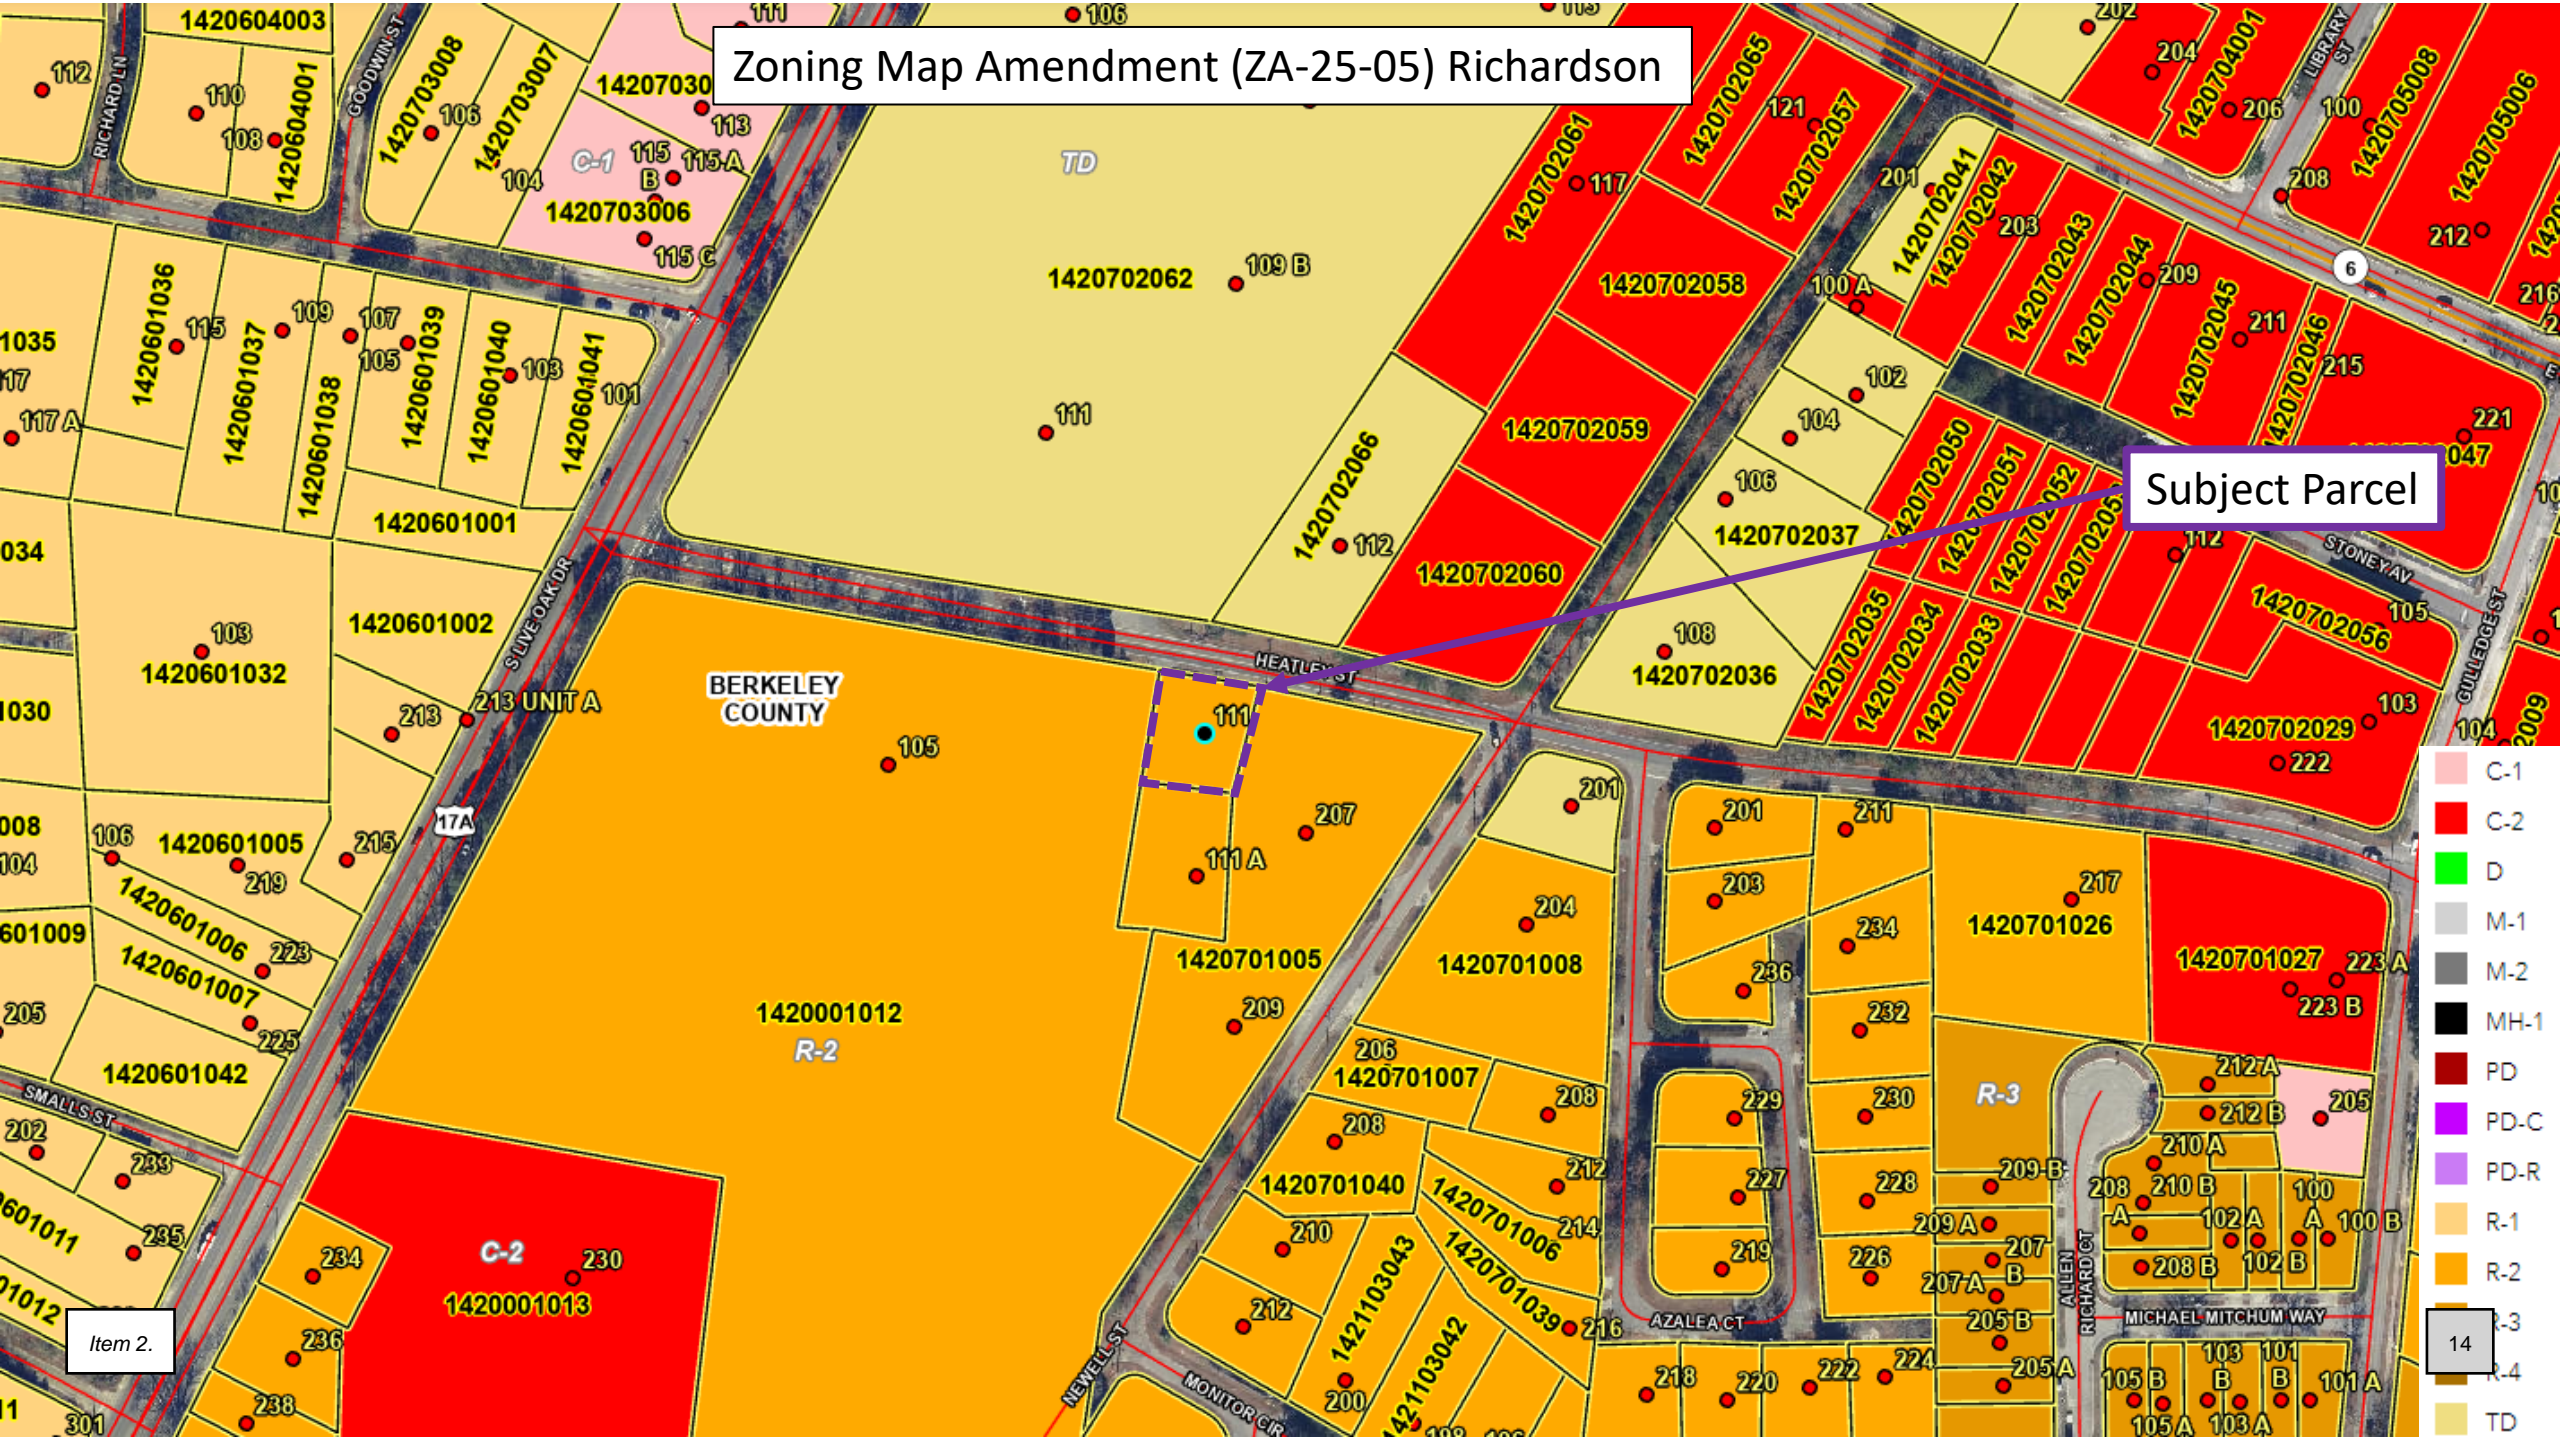 Zoning Map Amendment (ZA-25-05) Richardson
Subject Parcel
1420604003
111
106
115
202
112
RICHARD LN
110
108
1420604001
GOODWIN ST
1420703008
106
1420703007
104
113
C-1
115 B
115 A
1420703006
115 C
TD
1420702062
109 B
111
1420702061
117
1420702065
121
1420702057
1420702058
1420702059
1420702060
1420702066
112
201
1420702041
1420702042
203
1420702043
1420702044
209
1420702045
211
1420702046
215
221
204
1420704001
206
LIBRARY ST
100
1420705008
1420705006
208
212
6
100 A
102
104
106
1420702037
108
1420702036
1420702050
1420702051
1420702052
112
STONEY AV
GULLEDGE ST
1420702056
105
1420702035
1420702034
1420702033
1420702029
103
222
104
1420601036
115
1420601037
109
107
105
1420601038
1420601039
1420601040
103
1420601041
101
117 A
1420601001
1420601002
103
1420601032
213
213 UNIT A
S LIVE OAK DR
17A
BERKELEY
COUNTY
105
HEATLEY ST
111
207
111 A
1420701005
209
1420001012
R-2
106
1420601005
219
215
1420601006
223
1420601007
225
205
1420601042
SMALLS ST
202
233
235
301
C-2
230
1420001013
234
236
238
201
204
1420701008
206
1420701007
208
208
1420701040
212
1420701006
214
1420701039
216
210
212
1421103043
1421103042
200
NEWELL ST
MONITOR CIR
201
203
211
234
236
232
230
229
227
219
228
226
AZALEA CT
218
220
222
224
217
1420701026
1420701027
223 A
223 B
R-3
212 A
212 B
205
210 A
210 B
208 A
208 B
102 A
102 B
100 A
100 B
209 B
209 A
207 B
207 A
205 B
205 A
ALLEN RICHARD CT
MICHAEL MITCHUM WAY
105 B
105 A
103 B
103 A
101 B
101 A
C-1
C-2
D
M-1
M-2
MH-1
PD
PD-C
PD-R
R-1
R-2
TD
Item 2.
14